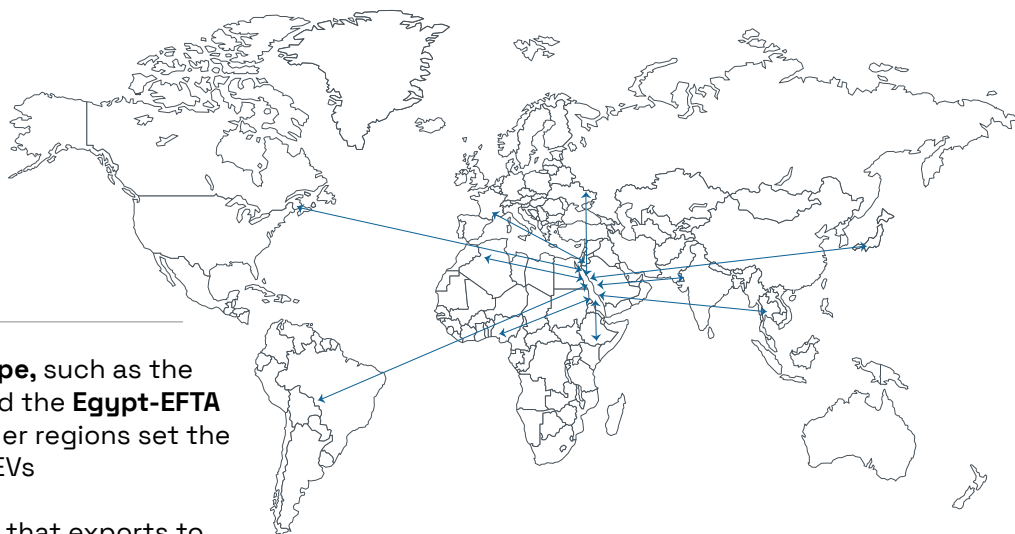 pe, such as the
d the Egypt-EFTA
er regions set the
EVs
that exports to